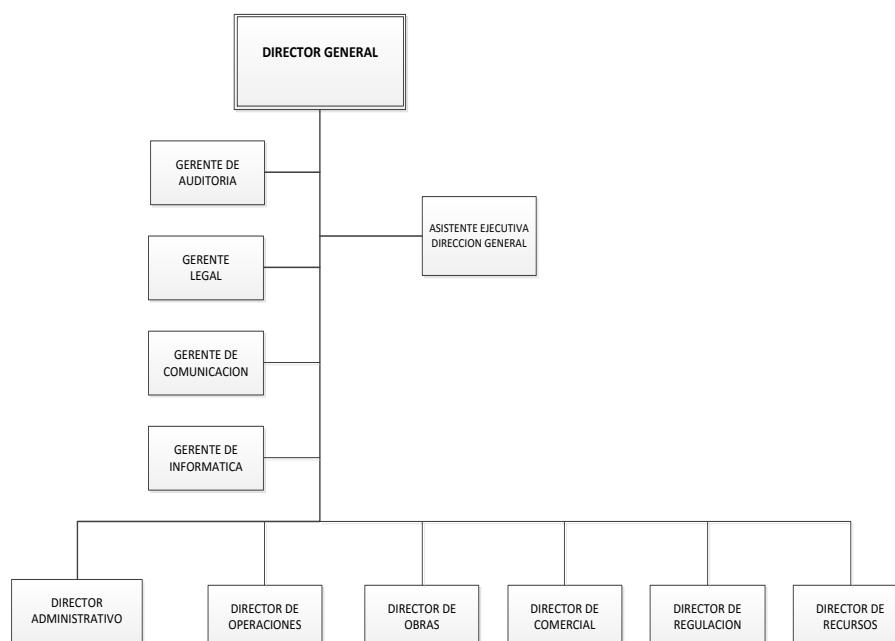 DIRECTOR GENERAL
GERENTE DE
AUDITORIA
ASISTENTE EJECUTIVA
DIRECCION GENERAL
GERENTE
LEGAL
GERENTE DE
COMUNICACION
GERENTE DE
INFORMATICA
DIRECTOR
ADMINISTRATIVO
DIRECTOR DE
OPERACIONES
DIRECTOR DE
OBRAS
DIRECTOR DE
COMERCIAL
DIRECTOR DE
REGULACION
DIRECTOR DE
RECURSOS